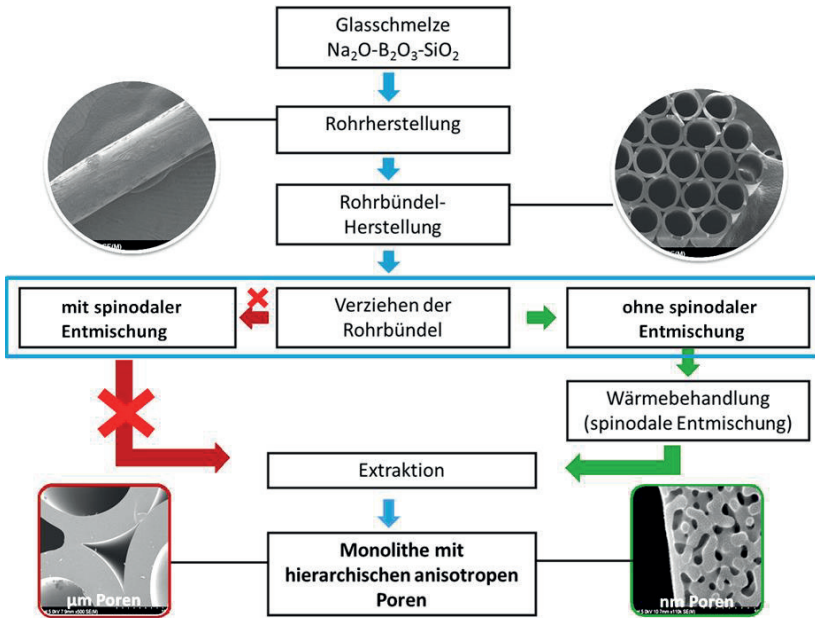 Glasschmelze
Na₂O-B₂O₃-SiO₂
Rohrherstellung
Rohrbündel-
Herstellung
mit spinodaler
Entmischung
Verziehen der
Rohrbündel
ohne spinodaler
Entmischung
Wärmebehandlung
(spinodale Entmischung)
Extraktion
Monolithe mit
hierarchischen anisotropen
Poren
µm Poren
nm Poren